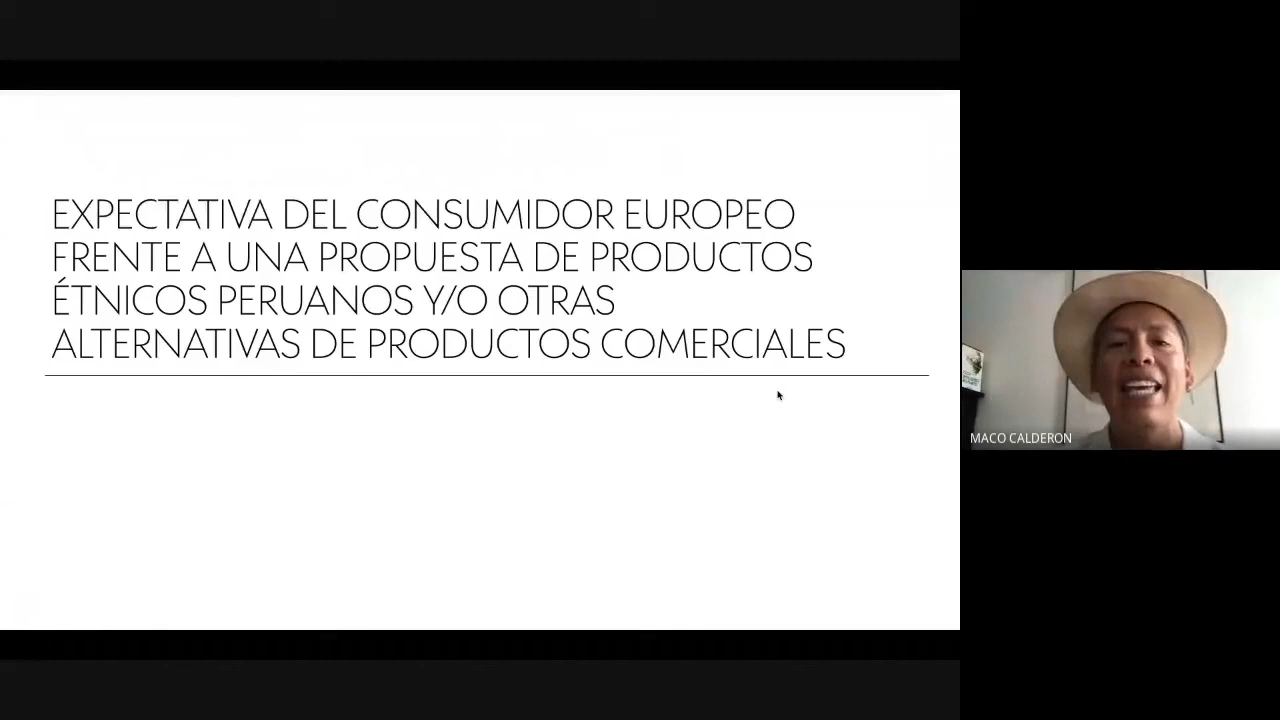 EXPECTATIVA DEL CONSUMIDOR EUROPEO
FRENTE A UNA PROPUESTA DE PRODUCTOS
ÉTNICOS PERUANOS Y/O OTRAS
ALTERNATIVAS DE PRODUCTOS COMERCIALES
MACO CALDERON